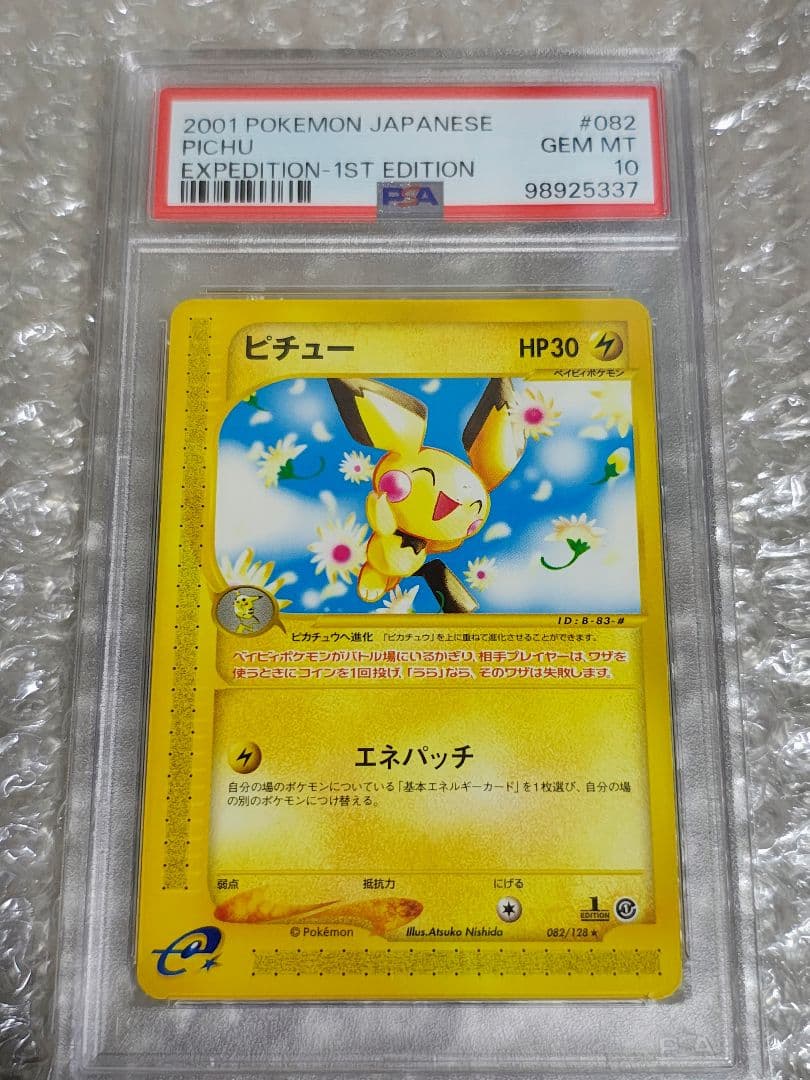 2001 POKEMON JAPANESE #082
PICHU GEM MT
EXPEDITION-1ST EDITION 10
PSA 98925337
ピチュー HP30
ベイビィポケモン
ID:B-83-#
ピカチュウへ進化 「ピカチュウ」を上に重ねて進化させることができます。
ベイビィポケモンがバトル場にいるかぎり、相手プレイヤーは、ワザを
使うときにコインを1回投げ、「うら」なら、そのワザは失敗します。
エネパッチ
自分の場のポケモンについている「基本エネルギーカード」を1枚選び、自分の場
の別のポケモンにつけ替える。
弱点 抵抗力 にげる
1
EDITION
© Pokémon Illus.Atsuko Nishida 082/128 ★
e
PSA